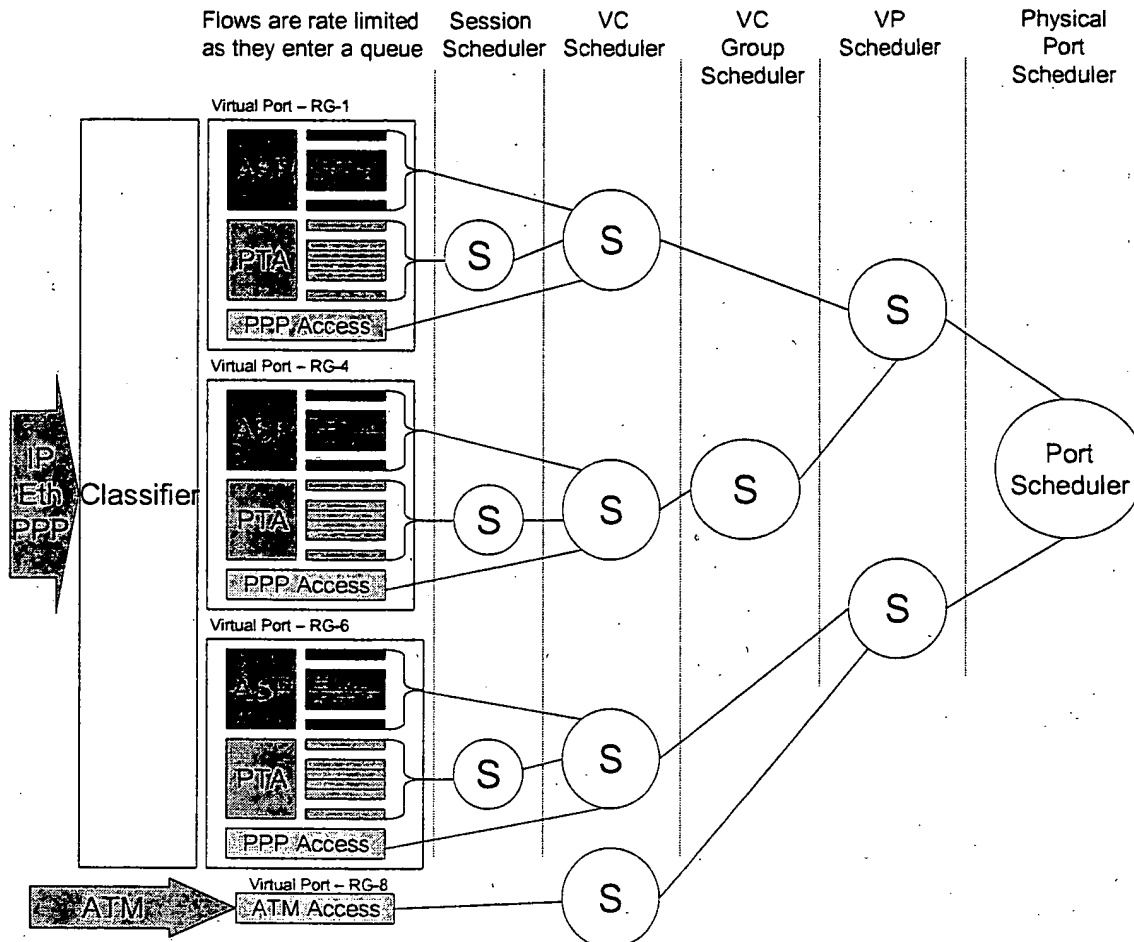 Flows are rate limited
as they enter a queue
Session
Scheduler
VC
Scheduler
VC
Group
Scheduler
VP
Scheduler
Physical
Port
Scheduler
Virtual Port – RG-1
ASP
PTA
PPP Access
S
S
S
Virtual Port – RG-4
ASP
PTA
PPP Access
S
S
S
IP
Eth
PPP
Classifier
Port
Scheduler
Virtual Port – RG-6
ASP
PTA
PPP Access
S
S
S
Virtual Port – RG-8
ATM
ATM Access
S